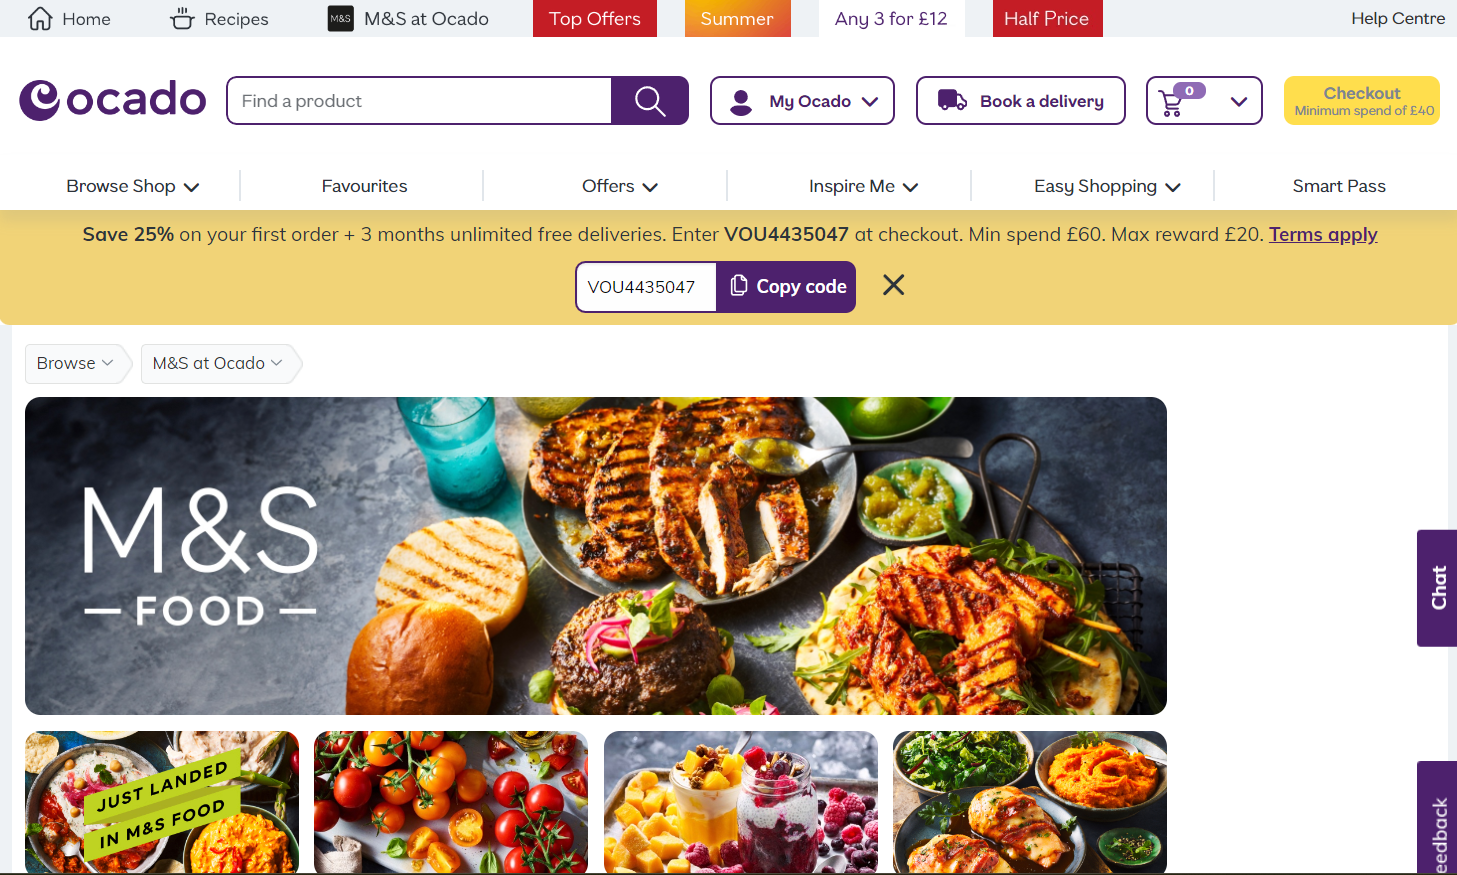 Home
Recipes
M&S
M&S at Ocado
Top Offers
Summer
Any 3 for £12
Half Price
Help Centre
ocado
Find a product
My Ocado
Book a delivery
0
Checkout
Minimum spend of £40
Browse Shop
Favourites
Offers
Inspire Me
Easy Shopping
Smart Pass
Save 25% on your first order + 3 months unlimited free deliveries. Enter VOU4435047 at checkout. Min spend £60. Max reward £20. Terms apply
VOU4435047
Copy code
Browse
M&S at Ocado
M&S
FOOD
Chat
JUST LANDED
IN M&S FOOD
eedback